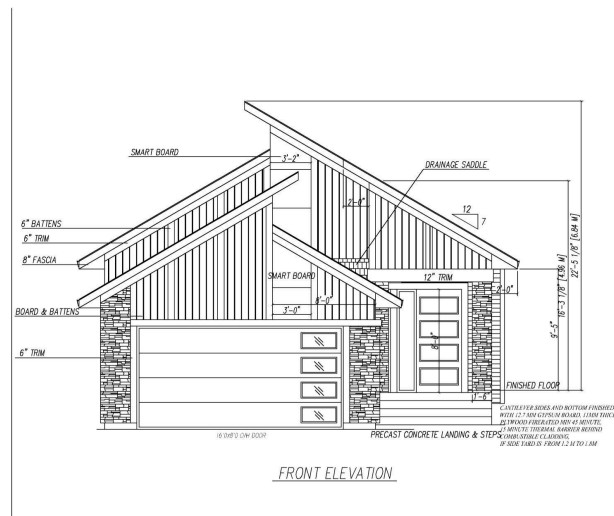 SMART BOARD
3'-2"
DRAINAGE SADDLE
2'-0"
12
7
22'-5 1/8" [6.84 M]
16'-3 1/8" [4.96 M]
6" BATTENS
6" TRIM
8" FASCIA
SMART BOARD
12" TRIM
8'-0"
2'-0"
3'-0"
BOARD & BATTENS
9'-5"
8'-0"
6" TRIM
FINISHED FLOOR
1'-6"
CANTILEVER SIDES AND BOTTOM FINISHED
WITH 12.7 MM GYPSUM BOARD, 11MM THICK
PLYWOOD FIRERATED MIN 45 MINUTE.
15 MINUTE THERMAL BARRIER BEHIND
COMBUSTIBLE CLADDING.
IF SIDE YARD IS FROM 1.2 M TO 1.8M
16'0X8'0 OH DOOR
PRECAST CONCRETE LANDING & STEPS
FRONT ELEVATION